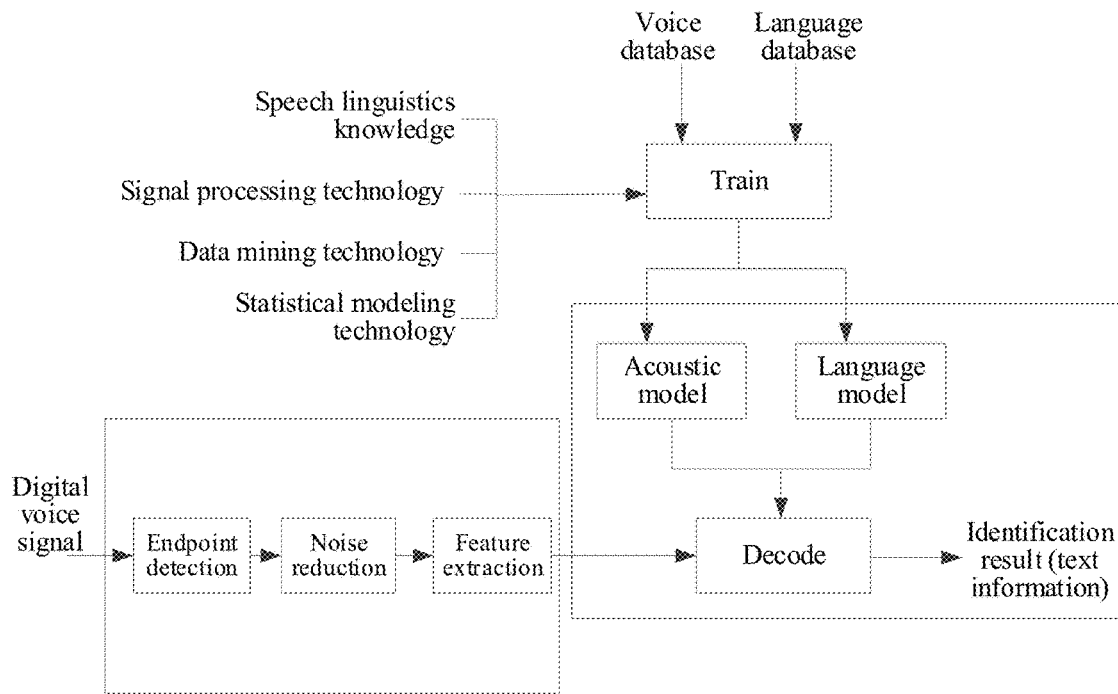 Voice
database
Language
database
Speech linguistics
knowledge
Signal processing technology
Data mining technology
Statistical modeling
technology
Train
Acoustic
model
Language
model
Digital
voice
signal
Endpoint
detection
Noise
reduction
Feature
extraction
Decode
Identification
result (text
information)